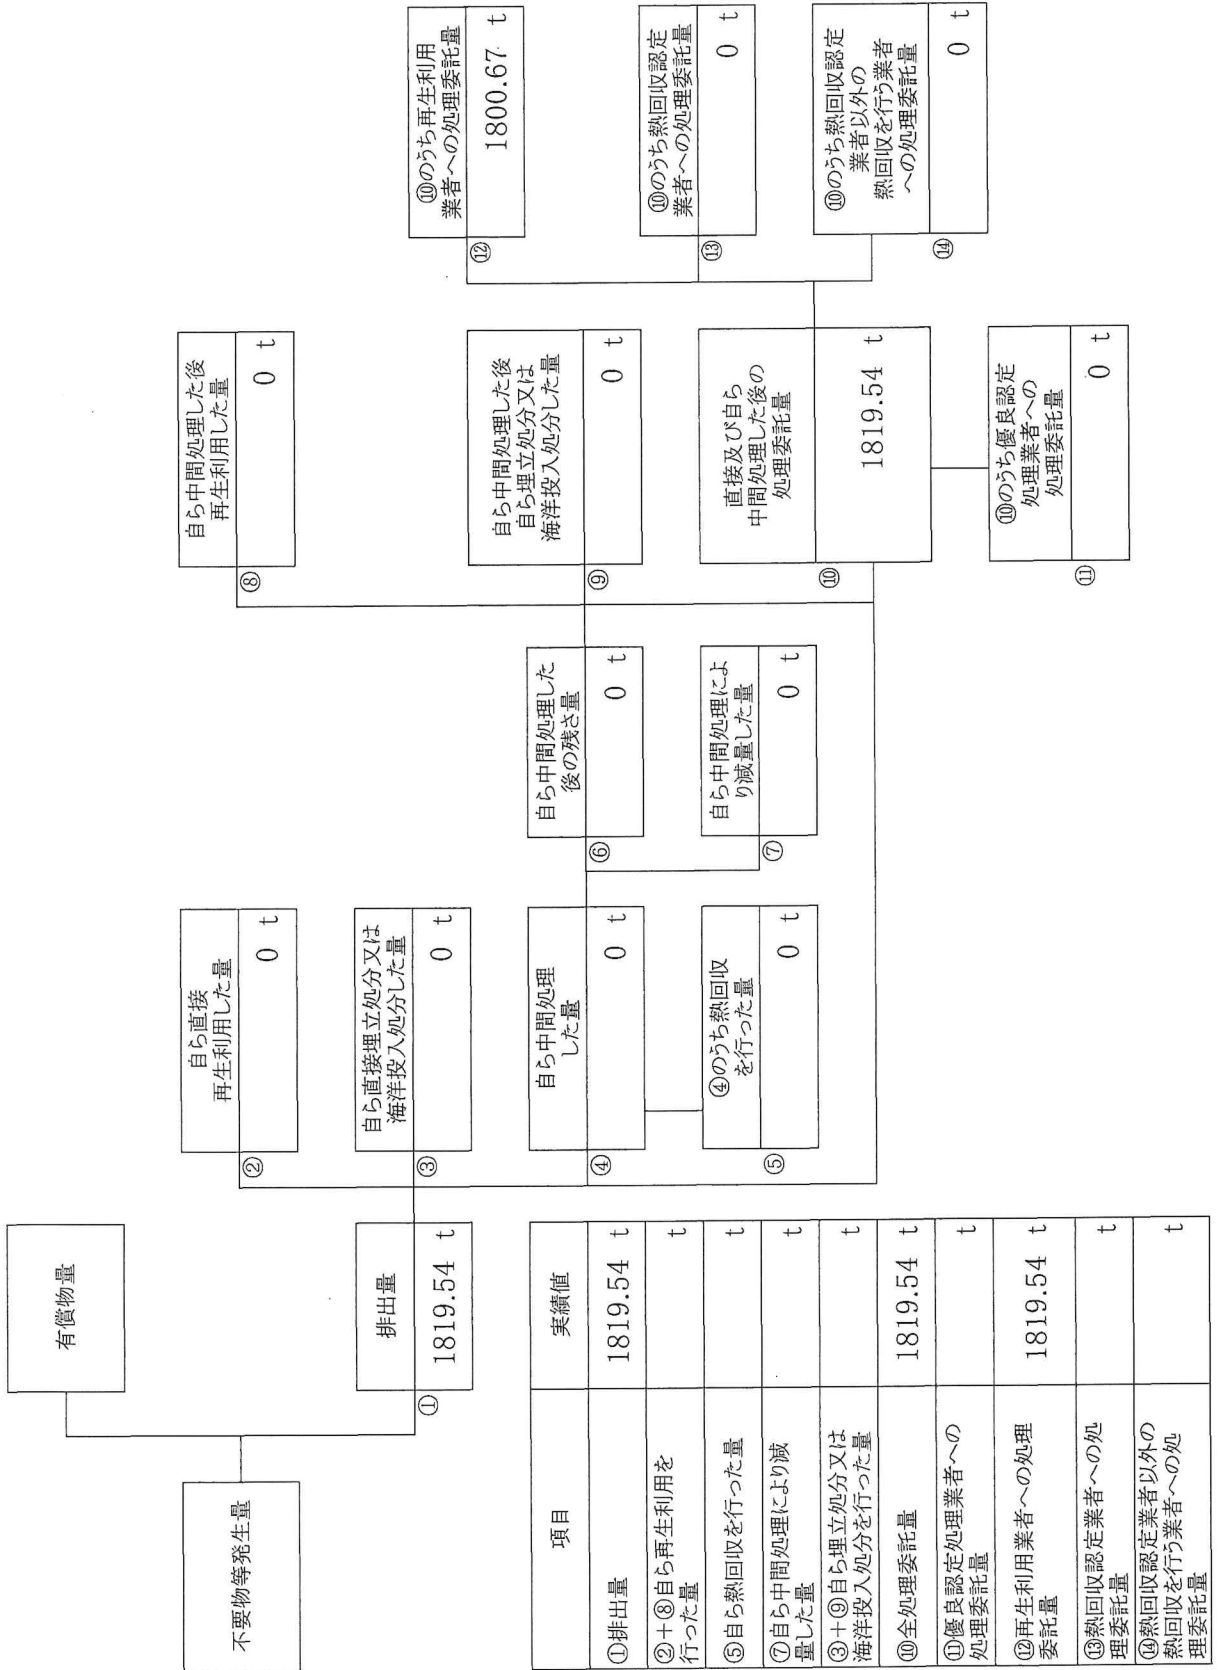 不要物等発生量
有償物量
排出量
① 1819.54 t
自ら直接
再生利用した量
② 0 t
自ら直接埋立処分又は
海洋投入処分した量
③ 0 t
自ら中間処理
した量
④ 0 t
④のうち熱回収
を行った量
⑤ 0 t
自ら中間処理した
後の残さ量
⑥ 0 t
自ら中間処理によ
り減量した量
⑦ 0 t
自ら中間処理した後
再生利用した量
⑧ 0 t
自ら中間処理した後
自ら埋立処分又は
海洋投入処分した量
⑨ 0 t
直接及び自ら
中間処理した後の
処理委託量
⑩ 1819.54 t
⑩のうち優良認定
処理業者への
処理委託量
⑪ 0 t
⑩のうち再生利用
業者への処理委託量
⑫ 1800.67 t
⑩のうち熱回収認定
業者への処理委託量
⑬ 0 t
⑩のうち熱回収認定
業者以外の
熱回収を行う業者
への処理委託量
⑭ 0 t
項目 実績値
①排出量 1819.54 t
②+⑧自ら再生利用を
行った量 t
⑤自ら熱回収を行った量 t
⑦自ら中間処理により減
量した量 t
③+⑨自ら埋立処分又は
海洋投入処分を行った量 t
⑩全処理委託量 1819.54 t
⑪優良認定処理業者への
処理委託量 t
⑫再生利用業者への処理
委託量 1819.54 t
⑬熱回収認定業者への処
理委託量 t
⑭熱回収認定業者以外の
熱回収を行う業者への処
理委託量 t